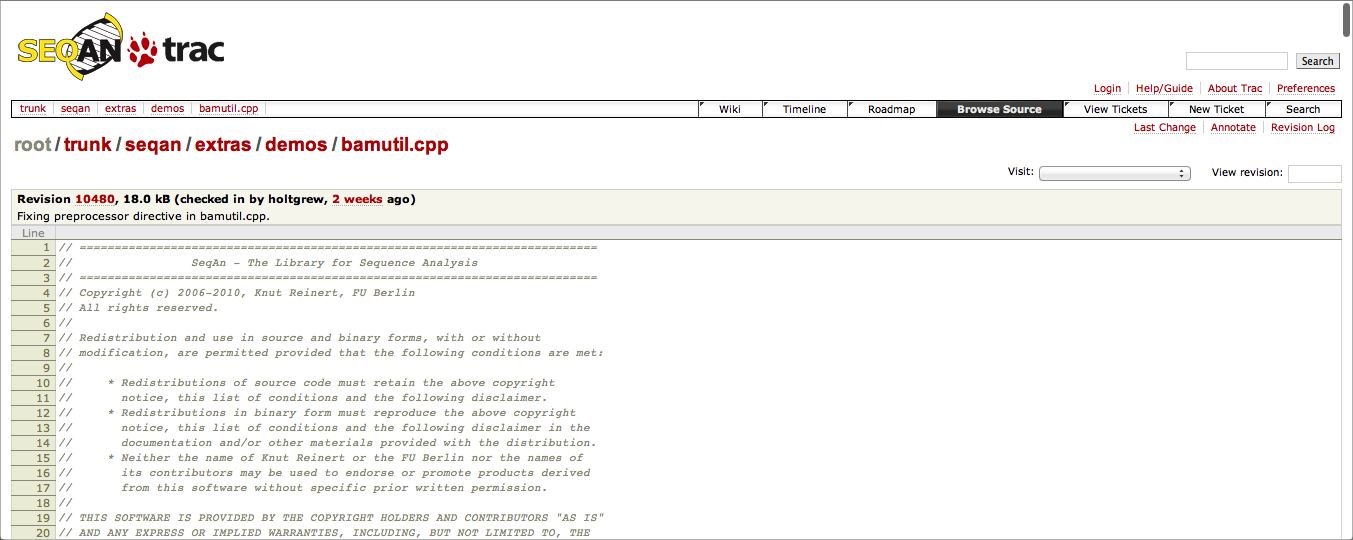 SEQAN trac
Search
Login Help/Guide About Trac Preferences
trunk seqan extras demos bamutil.cpp Wiki Timeline Roadmap Browse Source View Tickets New Ticket Search
Last Change Annotate Revision Log
root / trunk / seqan / extras / demos / bamutil.cpp
Visit: View revision:
Revision 10480, 18.0 kB (checked in by holtgrew, 2 weeks ago)
Fixing preprocessor directive in bamutil.cpp.
Line
1 // ==========================================================================
2 //                 SeqAn - The Library for Sequence Analysis
3 // ==========================================================================
4 // Copyright (c) 2006-2010, Knut Reinert, FU Berlin
5 // All rights reserved.
6 //
7 // Redistribution and use in source and binary forms, with or without
8 // modification, are permitted provided that the following conditions are met:
9 //
10 //     * Redistributions of source code must retain the above copyright
11 //       notice, this list of conditions and the following disclaimer.
12 //     * Redistributions in binary form must reproduce the above copyright
13 //       notice, this list of conditions and the following disclaimer in the
14 //       documentation and/or other materials provided with the distribution.
15 //     * Neither the name of Knut Reinert or the FU Berlin nor the names of
16 //       its contributors may be used to endorse or promote products derived
17 //       from this software without specific prior written permission.
18 //
19 // THIS SOFTWARE IS PROVIDED BY THE COPYRIGHT HOLDERS AND CONTRIBUTORS "AS IS"
20 // AND ANY EXPRESS OR IMPLIED WARRANTIES, INCLUDING, BUT NOT LIMITED TO, THE